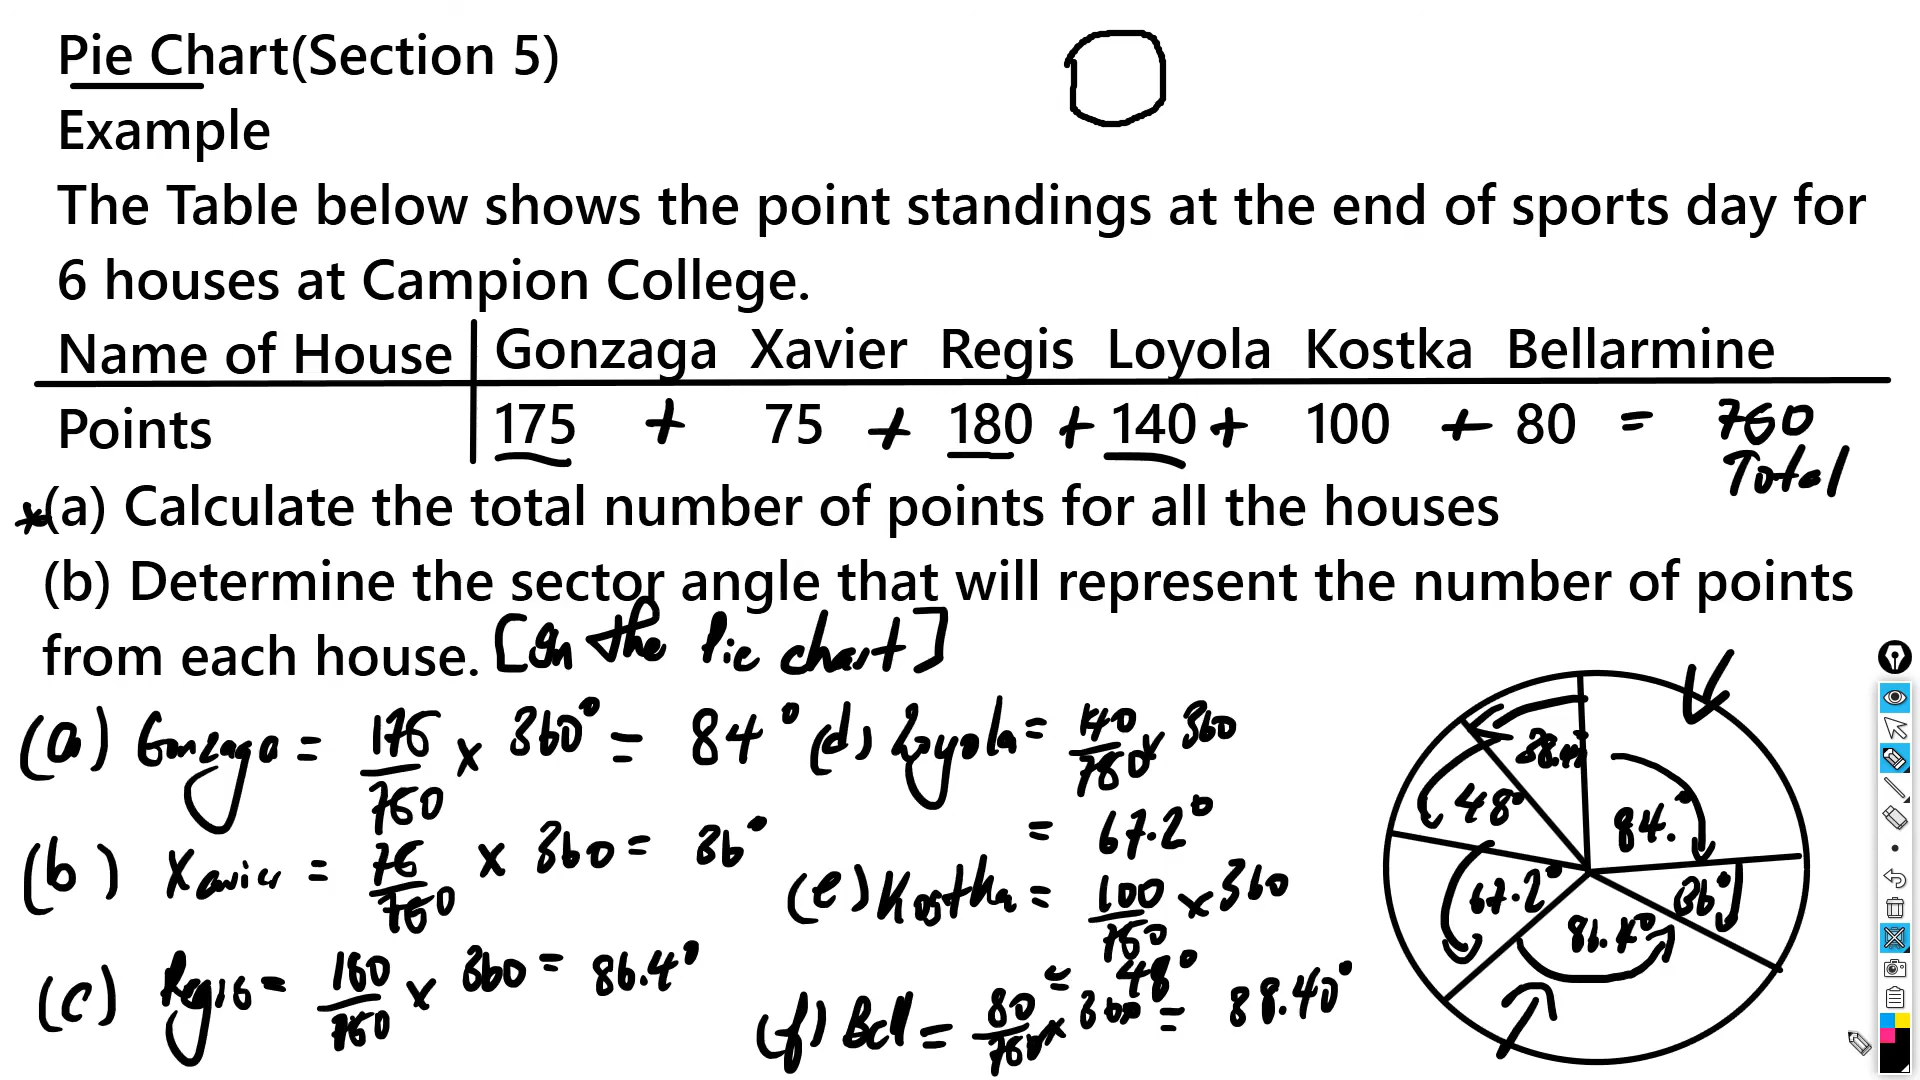 Pie Chart(Section 5)
Example
The Table below shows the point standings at the end of sports day for
6 houses at Campion College.
Name of House Gonzaga Xavier Regis Loyola Kostka Bellarmine
Points 175 + 75 + 180 + 140 + 100 + 80 = 750
Total
*(a) Calculate the total number of points for all the houses
(b) Determine the sector angle that will represent the number of points
from each house. [On the Pie chart]
(a) Gonzaga = 175/750 x 360° = 84°
(b) Xavier = 75/750 x 360 = 36°
(c) Regis = 180/750 x 360 = 86.4°
(d) Loyola = 140/750 x 360
= 67.2°
(e) Kostka = 100/750 x 360
= 48°
(f) Bell = 80/750 x 360 = 38.40°
48° 84°
67.2° 86.4° 36°